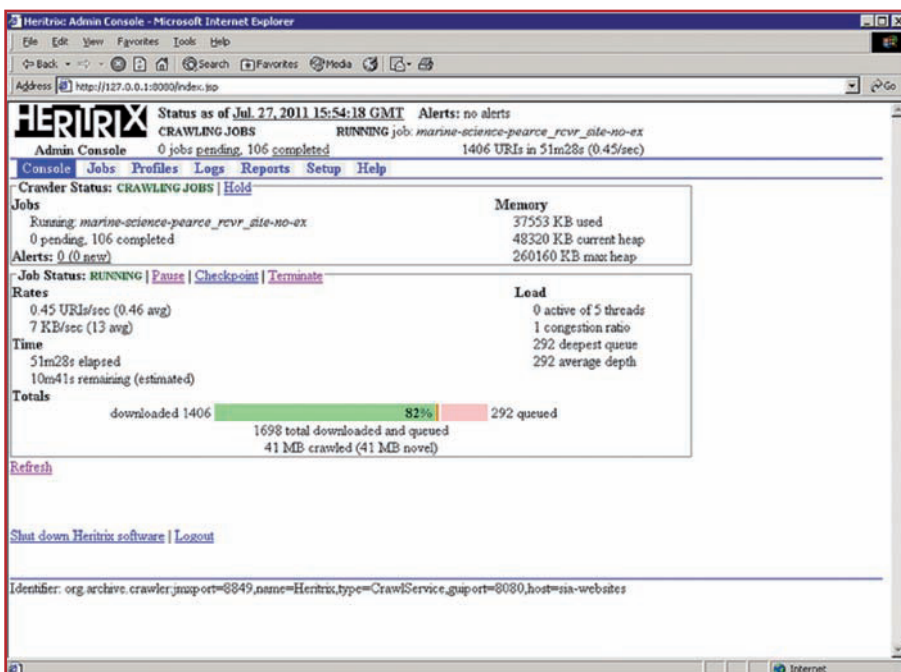 Heritrix: Admin Console - Microsoft Internet Explorer
File Edit View Favorites Tools Help
Back Search Favorites Media
Address http://127.0.0.1:8080/index.jsp Go
HERITRIX
Admin Console
Status as of Jul. 27, 2011 15:54:18 GMT Alerts: no alerts
CRAWLING JOBS RUNNING job: marine-science-pearce_rcvr_site-no-ex
0 jobs pending, 106 completed 1406 URIs in 51m28s (0.45/sec)
Console Jobs Profiles Logs Reports Setup Help
Crawler Status: CRAWLING JOBS | Hold
Jobs Memory
Running: marine-science-pearce_rcvr_site-no-ex 37553 KB used
0 pending, 106 completed 48320 KB current heap
Alerts: 0 (0 new) 260160 KB max heap
Job Status: RUNNING | Pause | Checkpoint | Terminate
Rates Load
0.45 URIs/sec (0.46 avg) 0 active of 5 threads
7 KB/sec (13 avg) 1 congestion ratio
Time 292 deepest queue
51m28s elapsed 292 average depth
10m41s remaining (estimated)
Totals
downloaded 1406 82% 292 queued
1698 total downloaded and queued
41 MB crawled (41 MB novel)
Refresh
Shut down Heritrix software | Logout
Identifier: org.archive.crawler:jmxport=8849,name=Heritrix,type=CrawlService,guiport=8080,host=sia-websites
Internet